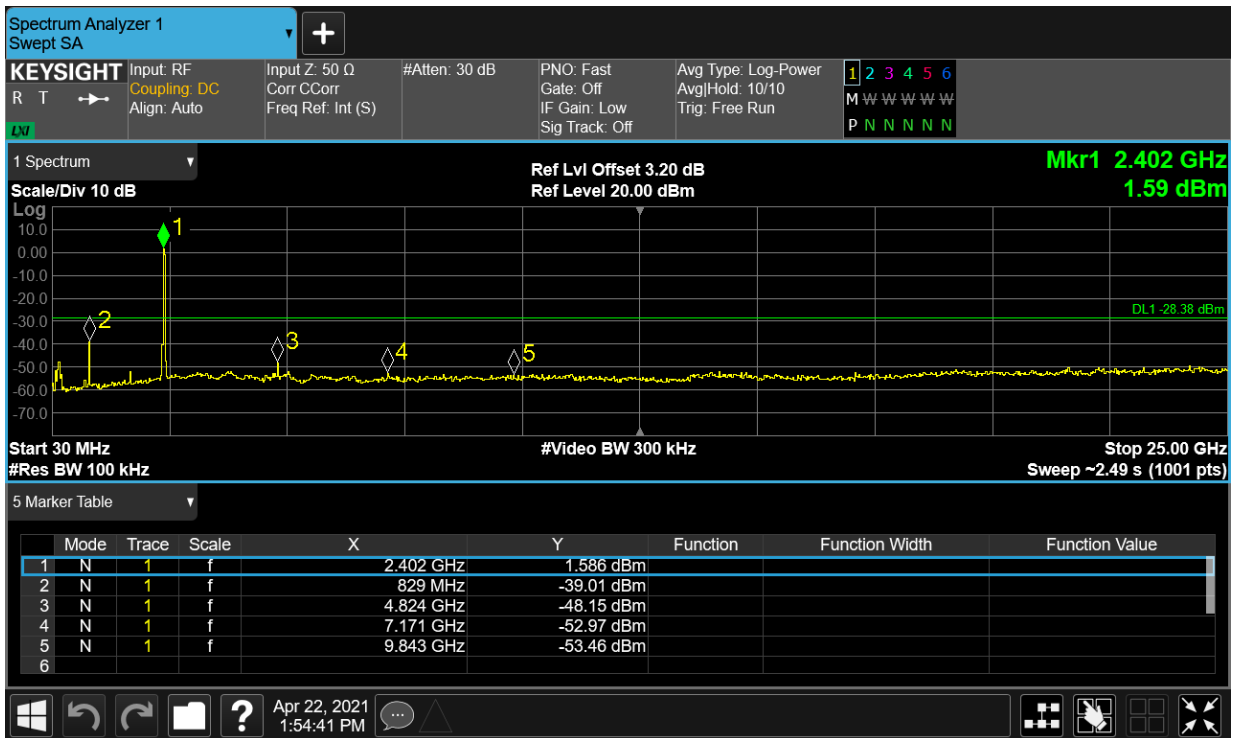 Spectrum Analyzer 1
Swept SA
+
KEYSIGHT Input: RF Input Z: 50 Ω #Atten: 30 dB PNO: Fast Avg Type: Log-Power 1 2 3 4 5 6
R T Coupling: DC Corr CCorr Gate: Off Avg|Hold: 10/10 M W W W W W
Align: Auto Freq Ref: Int (S) IF Gain: Low Trig: Free Run
LXI Sig Track: Off P N N N N N N
1 Spectrum
Ref Lvl Offset 3.20 dB Mkr1 2.402 GHz
Scale/Div 10 dB Ref Level 20.00 dBm 1.59 dBm
Log
10.0 1
0.00
-10.0
-20.0
DL1 -28.38 dBm
-30.0 2
-40.0 3
4 5
-50.0
-60.0
-70.0
Start 30 MHz #Video BW 300 kHz Stop 25.00 GHz
#Res BW 100 kHz Sweep ~2.49 s (1001 pts)
5 Marker Table
Mode Trace Scale X Y Function Function Width Function Value
1 N 1 f 2.402 GHz 1.586 dBm
2 N 1 f 829 MHz -39.01 dBm
3 N 1 f 4.824 GHz -48.15 dBm
4 N 1 f 7.171 GHz -52.97 dBm
5 N 1 f 9.843 GHz -53.46 dBm
6
? Apr 22, 2021
1:54:41 PM